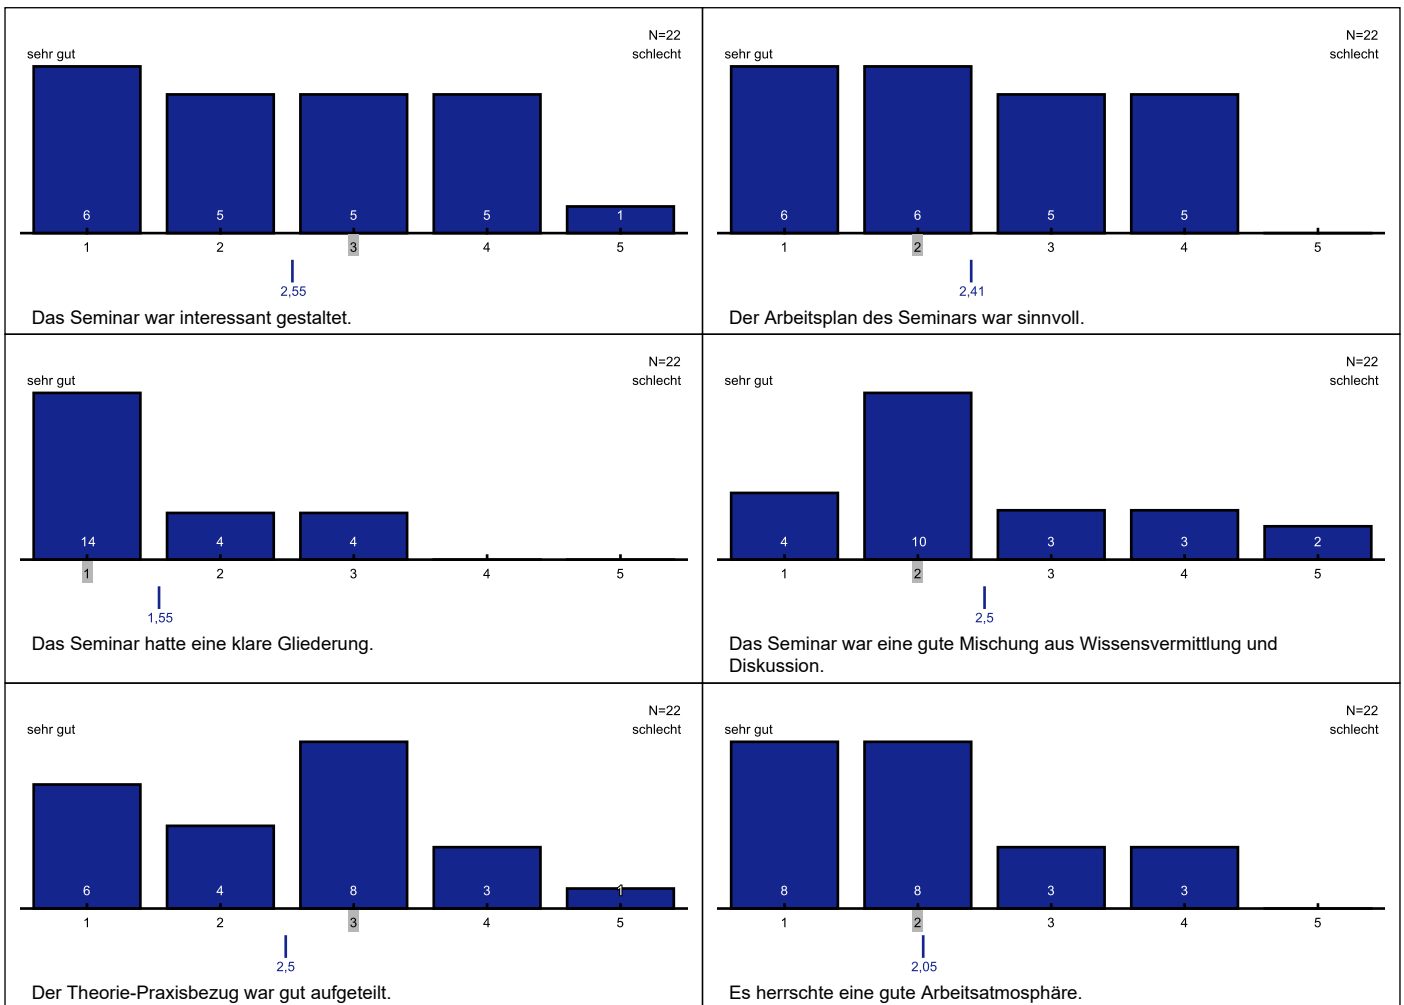 N=22
sehr gut schlecht
6 5 5 5 1
1 2 3 4 5
2,55
Das Seminar war interessant gestaltet.
N=22
sehr gut schlecht
6 6 5 5
1 2 3 4 5
2,41
Der Arbeitsplan des Seminars war sinnvoll.
N=22
sehr gut schlecht
14 4 4
1 2 3 4 5
1,55
Das Seminar hatte eine klare Gliederung.
N=22
sehr gut schlecht
4 10 3 3 2
1 2 3 4 5
2,5
Das Seminar war eine gute Mischung aus Wissensvermittlung und
Diskussion.
N=22
sehr gut schlecht
6 4 8 3 1
1 2 3 4 5
2,5
Der Theorie-Praxisbezug war gut aufgeteilt.
N=22
sehr gut schlecht
8 8 3 3
1 2 3 4 5
2,05
Es herrschte eine gute Arbeitsatmosphäre.